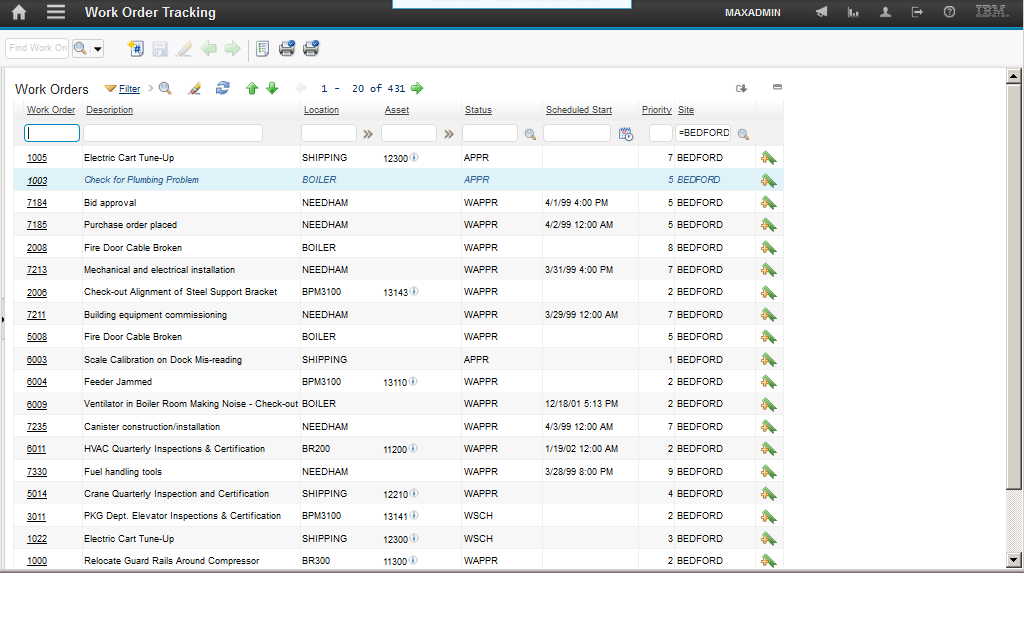 Work Order Tracking MAXADMIN IBM.
Find Work Or
Work Orders Filter 1 - 20 of 431
Work Order Description Location Asset Status Scheduled Start Priority Site
=BEDFORD
1005 Electric Cart Tune-Up SHIPPING 12300 APPR 7 BEDFORD
1003 Check for Plumbing Problem BOILER APPR 5 BEDFORD
7184 Bid approval NEEDHAM WAPPR 4/1/99 4:00 PM 5 BEDFORD
7185 Purchase order placed NEEDHAM WAPPR 4/2/99 12:00 AM 5 BEDFORD
2008 Fire Door Cable Broken BOILER WAPPR 8 BEDFORD
7213 Mechanical and electrical installation NEEDHAM WAPPR 3/31/99 4:00 PM 7 BEDFORD
2006 Check-out Alignment of Steel Support Bracket BPM3100 13143 WAPPR 2 BEDFORD
7211 Building equipment commissioning NEEDHAM WAPPR 3/29/99 12:00 AM 7 BEDFORD
5008 Fire Door Cable Broken BOILER WAPPR 5 BEDFORD
6003 Scale Calibration on Dock Mis-reading SHIPPING APPR 1 BEDFORD
6004 Feeder Jammed BPM3100 13110 WAPPR 2 BEDFORD
6009 Ventilator in Boiler Room Making Noise - Check-out BOILER WAPPR 12/18/01 5:13 PM 2 BEDFORD
7235 Canister construction/installation NEEDHAM WAPPR 4/3/99 12:00 AM 7 BEDFORD
6011 HVAC Quarterly Inspections & Certification BR200 11200 WAPPR 1/19/02 12:00 AM 2 BEDFORD
7330 Fuel handling tools NEEDHAM WAPPR 3/28/99 8:00 PM 9 BEDFORD
5014 Crane Quarterly Inspection and Certification SHIPPING 12210 WAPPR 4 BEDFORD
3011 PKG Dept. Elevator Inspections & Certification BPM3100 13141 WSCH 2 BEDFORD
1022 Electric Cart Tune-Up SHIPPING 12300 WSCH 3 BEDFORD
1000 Relocate Guard Rails Around Compressor BR300 11300 WAPPR 2 BEDFORD